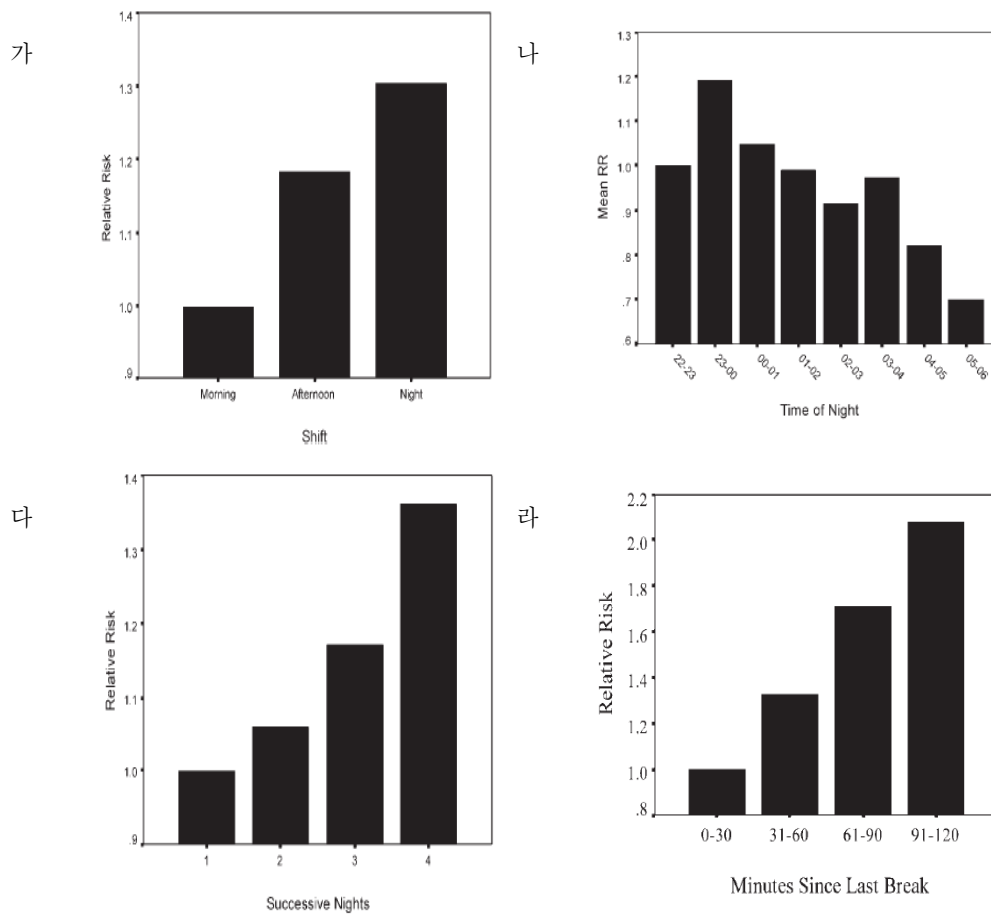 가
1.4
1.3
1.2
1.1
1.0
.9
Relative Risk
Morning Afternoon Night
Shift
나
1.3
1.2
1.1
1.0
.9
.8
.7
.6
Mean RR
22-23 23-00 00-01 01-02 02-03 03-04 04-05 05-06
Time of Night
다
1.4
1.3
1.2
1.1
1.0
.9
Relative Risk
1 2 3 4
Successive Nights
라
2.2
2.0
1.8
1.6
1.4
1.2
1.0
.8
Relative Risk
0-30 31-60 61-90 91-120
Minutes Since Last Break